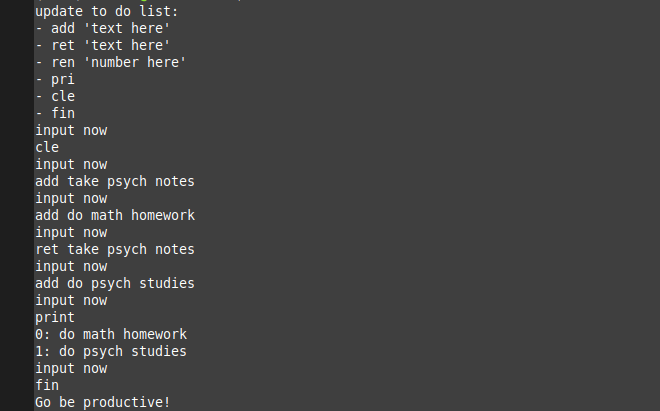 update to do list:
- add 'text here'
- ret 'text here'
- ren 'number here'
- pri
- cle
- fin
input now
cle
input now
add take psych notes
input now
add do math homework
input now
ret take psych notes
input now
add do psych studies
input now
print
0: do math homework
1: do psych studies
input now
fin
Go be productive!